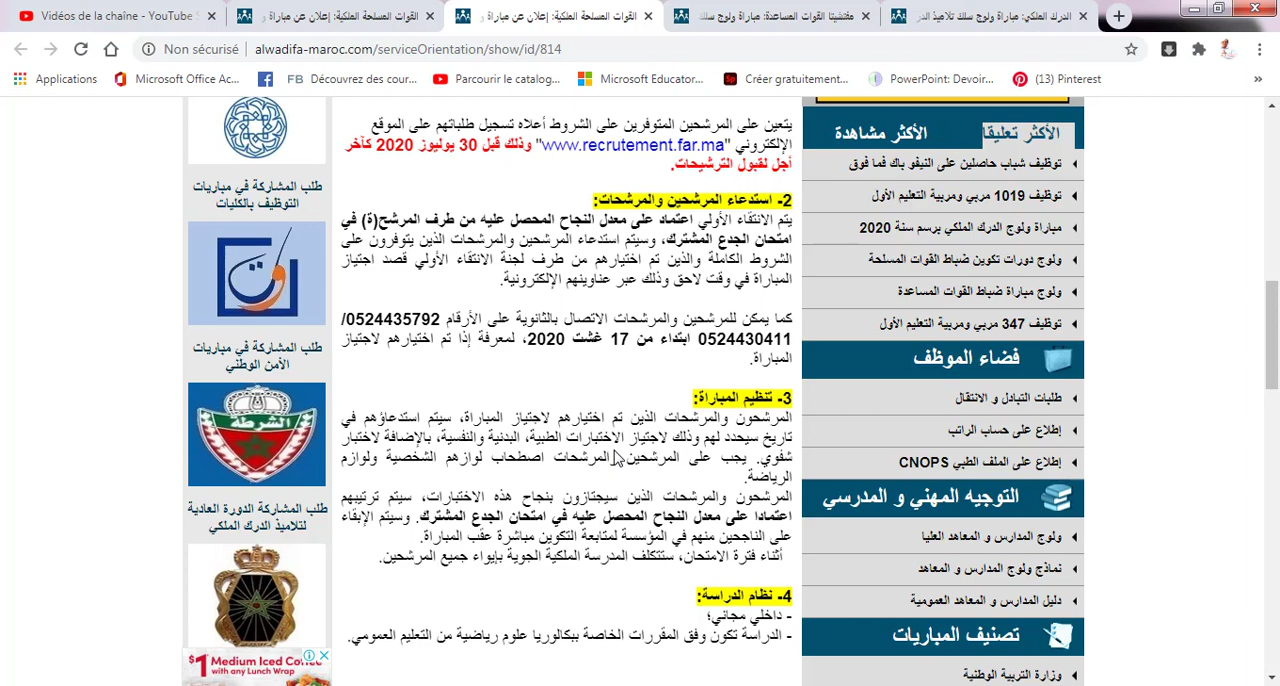 Vidéos de la chaîne - YouTube S
القوات المسلحة الملكية: إعلان عن مباراة و
القوات المسلحة الملكية: إعلان عن مباراة و
مفتشيتا القوات المساعدة: مباراة ولوج سلك
الدرك الملكي: مباراة ولوج سلك تلاميذ الدر
Non sécurisé
alwadifa-maroc.com/serviceOrientation/show/id/814
Applications
Microsoft Office Ac...
FB Découvrez des cour...
Parcourir le catalog...
Microsoft Educator...
Créer gratuitement...
PowerPoint: Devoir...
(13) Pinterest
»
الأكثر تعليقا
الأكثر مشاهدة
توظيف شباب حاصلين على النيفو باك فما فوق
توظيف 1019 مربي ومربية التعليم الأول
مباراة ولوج الدرك الملكي برسم سنة 2020
ولوج دورات تكوين ضباط القوات المسلحة
ولوج مباراة ضباط القوات المساعدة
توظيف 347 مربي ومربية التعليم الأول
فضاء الموظف
طلبات التبادل و الانتقال
إطلاع على حساب الراتب
إطلاع على الملف الطبي CNOPS
التوجيه المهني و المدرسي
ولوج المدارس و المعاهد العليا
نماذج ولوج المدارس و المعاهد
دليل المدارس و المعاهد العمومية
تصنيف المباريات
وزارة التربية الوطنية
يتعين على المرشحين المتوفرين على الشروط أعلاه تسجيل طلباتهم على الموقع
الإلكتروني "www.recrutement.far.ma" وذلك قبل 30 يوليوز 2020 كآخر
أجل لقبول الترشيحات.
2- استدعاء المرشحين والمرشحات:
يتم الانتقاء الأولي اعتماد على معدل النجاح المحصل عليه من طرف المرشح(ة) في
امتحان الجدع المشترك، وسيتم استدعاء المرشحين والمرشحات الذين يتوفرون على
الشروط الكاملة والذين تم اختيارهم من طرف لجنة الانتقاء الأولي قصد اجتياز
المباراة في وقت لاحق وذلك عبر عناوينهم الإلكترونية.
كما يمكن للمرشحين والمرشحات الاتصال بالثانوية على الأرقام 0524435792/
0524430411 ابتداء من 17 غشت 2020، لمعرفة إذا تم اختيارهم لاجتياز
المباراة.
3- تنظيم المباراة:
المرشحون والمرشحات الذين تم اختيارهم لاجتياز المباراة، سيتم استدعاؤهم في
تاريخ سيحدد لهم وذلك لاجتياز الاختبارات الطبية، البدنية والنفسية، بالإضافة لاختبار
شفوي. يجب على المرشحين والمرشحات اصطحاب لوازهم الشخصية ولوازم
الرياضة.
المرشحون والمرشحات الذين سيجتازون بنجاح هذه الاختبارات، سيتم ترتيبهم
اعتمادا على معدل النجاح المحصل عليه في امتحان الجدع المشترك. وسيتم الإبقاء
على الناجحين منهم في المؤسسة لمتابعة التكوين مباشرة عقب المباراة.
أثناء فترة الامتحان، ستتكلف المدرسة الملكية الجوية بإيواء جميع المرشحين.
4- نظام الدراسة:
- داخلي مجاني؛
- الدراسة تكون وفق المقررات الخاصة ببكالوريا علوم رياضية من التعليم العمومي.
طلب المشاركة في مباريات
التوظيف بالكليات
طلب المشاركة في مباريات
الأمن الوطني
الشرطة
طلب المشاركة الدورة العادية
لتلاميذ الدرك الملكي
$1 MEDIUM ICED COFFEE
with any Lunch Wrap